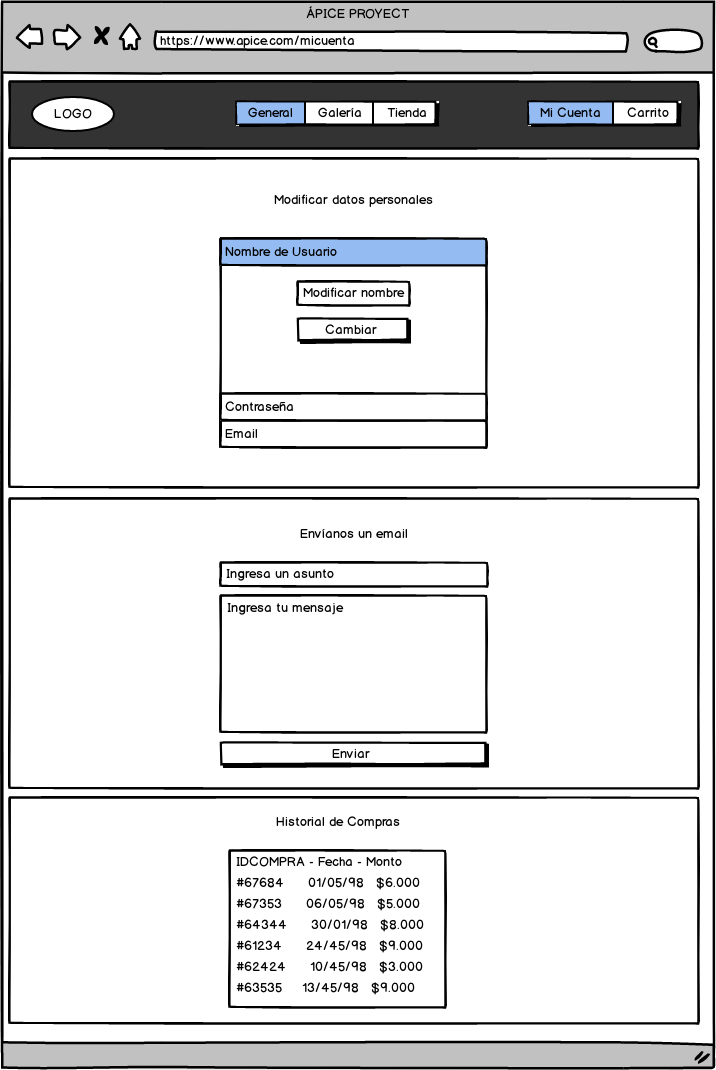 ÁPICE PROYECT
https://www.apice.com/micuenta
LOGO General Galería Tienda Mi Cuenta Carrito
Modificar datos personales
Nombre de Usuario
Modificar nombre
Cambiar
Contraseña
Email
Envíanos un email
Ingresa un asunto
Ingresa tu mensaje
Enviar
Historial de Compras
IDCOMPRA - Fecha - Monto
#67684 01/05/98 $6.000
#67353 06/05/98 $5.000
#64344 30/01/98 $8.000
#61234 24/45/98 $9.000
#62424 10/45/98 $3.000
#63535 13/45/98 $9.000